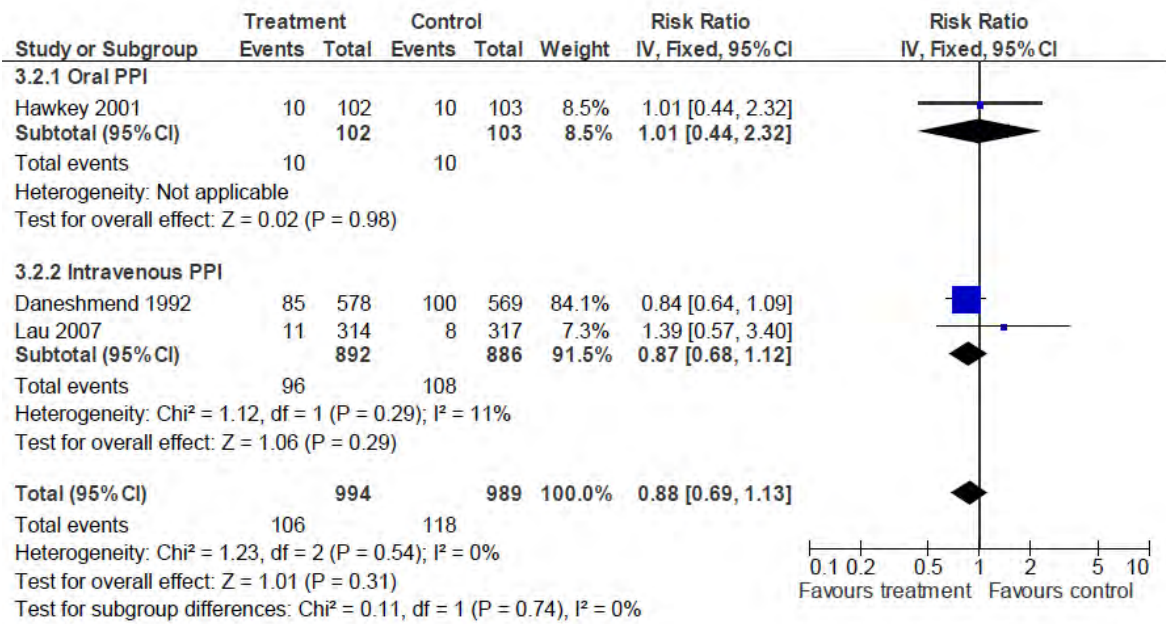 Treatment Control Risk Ratio Risk Ratio
Study or Subgroup Events Total Events Total Weight IV, Fixed, 95% CI IV, Fixed, 95% CI
3.2.1 Oral PPI
Hawkey 2001 10 102 10 103 8.5% 1.01 [0.44, 2.32]
Subtotal (95% CI) 102 103 8.5% 1.01 [0.44, 2.32]
Total events 10 10
Heterogeneity: Not applicable
Test for overall effect: Z = 0.02 (P = 0.98)
3.2.2 Intravenous PPI
Daneshmend 1992 85 578 100 569 84.1% 0.84 [0.64, 1.09]
Lau 2007 11 314 8 317 7.3% 1.39 [0.57, 3.40]
Subtotal (95% CI) 892 886 91.5% 0.87 [0.68, 1.12]
Total events 96 108
Heterogeneity: Chi² = 1.12, df = 1 (P = 0.29); I² = 11%
Test for overall effect: Z = 1.06 (P = 0.29)
Total (95% CI) 994 989 100.0% 0.88 [0.69, 1.13]
Total events 106 118
Heterogeneity: Chi² = 1.23, df = 2 (P = 0.54); I² = 0%
Test for overall effect: Z = 1.01 (P = 0.31)
Test for subgroup differences: Chi² = 0.11, df = 1 (P = 0.74), I² = 0%
0.1 0.2 0.5 1 2 5 10
Favours treatment Favours control